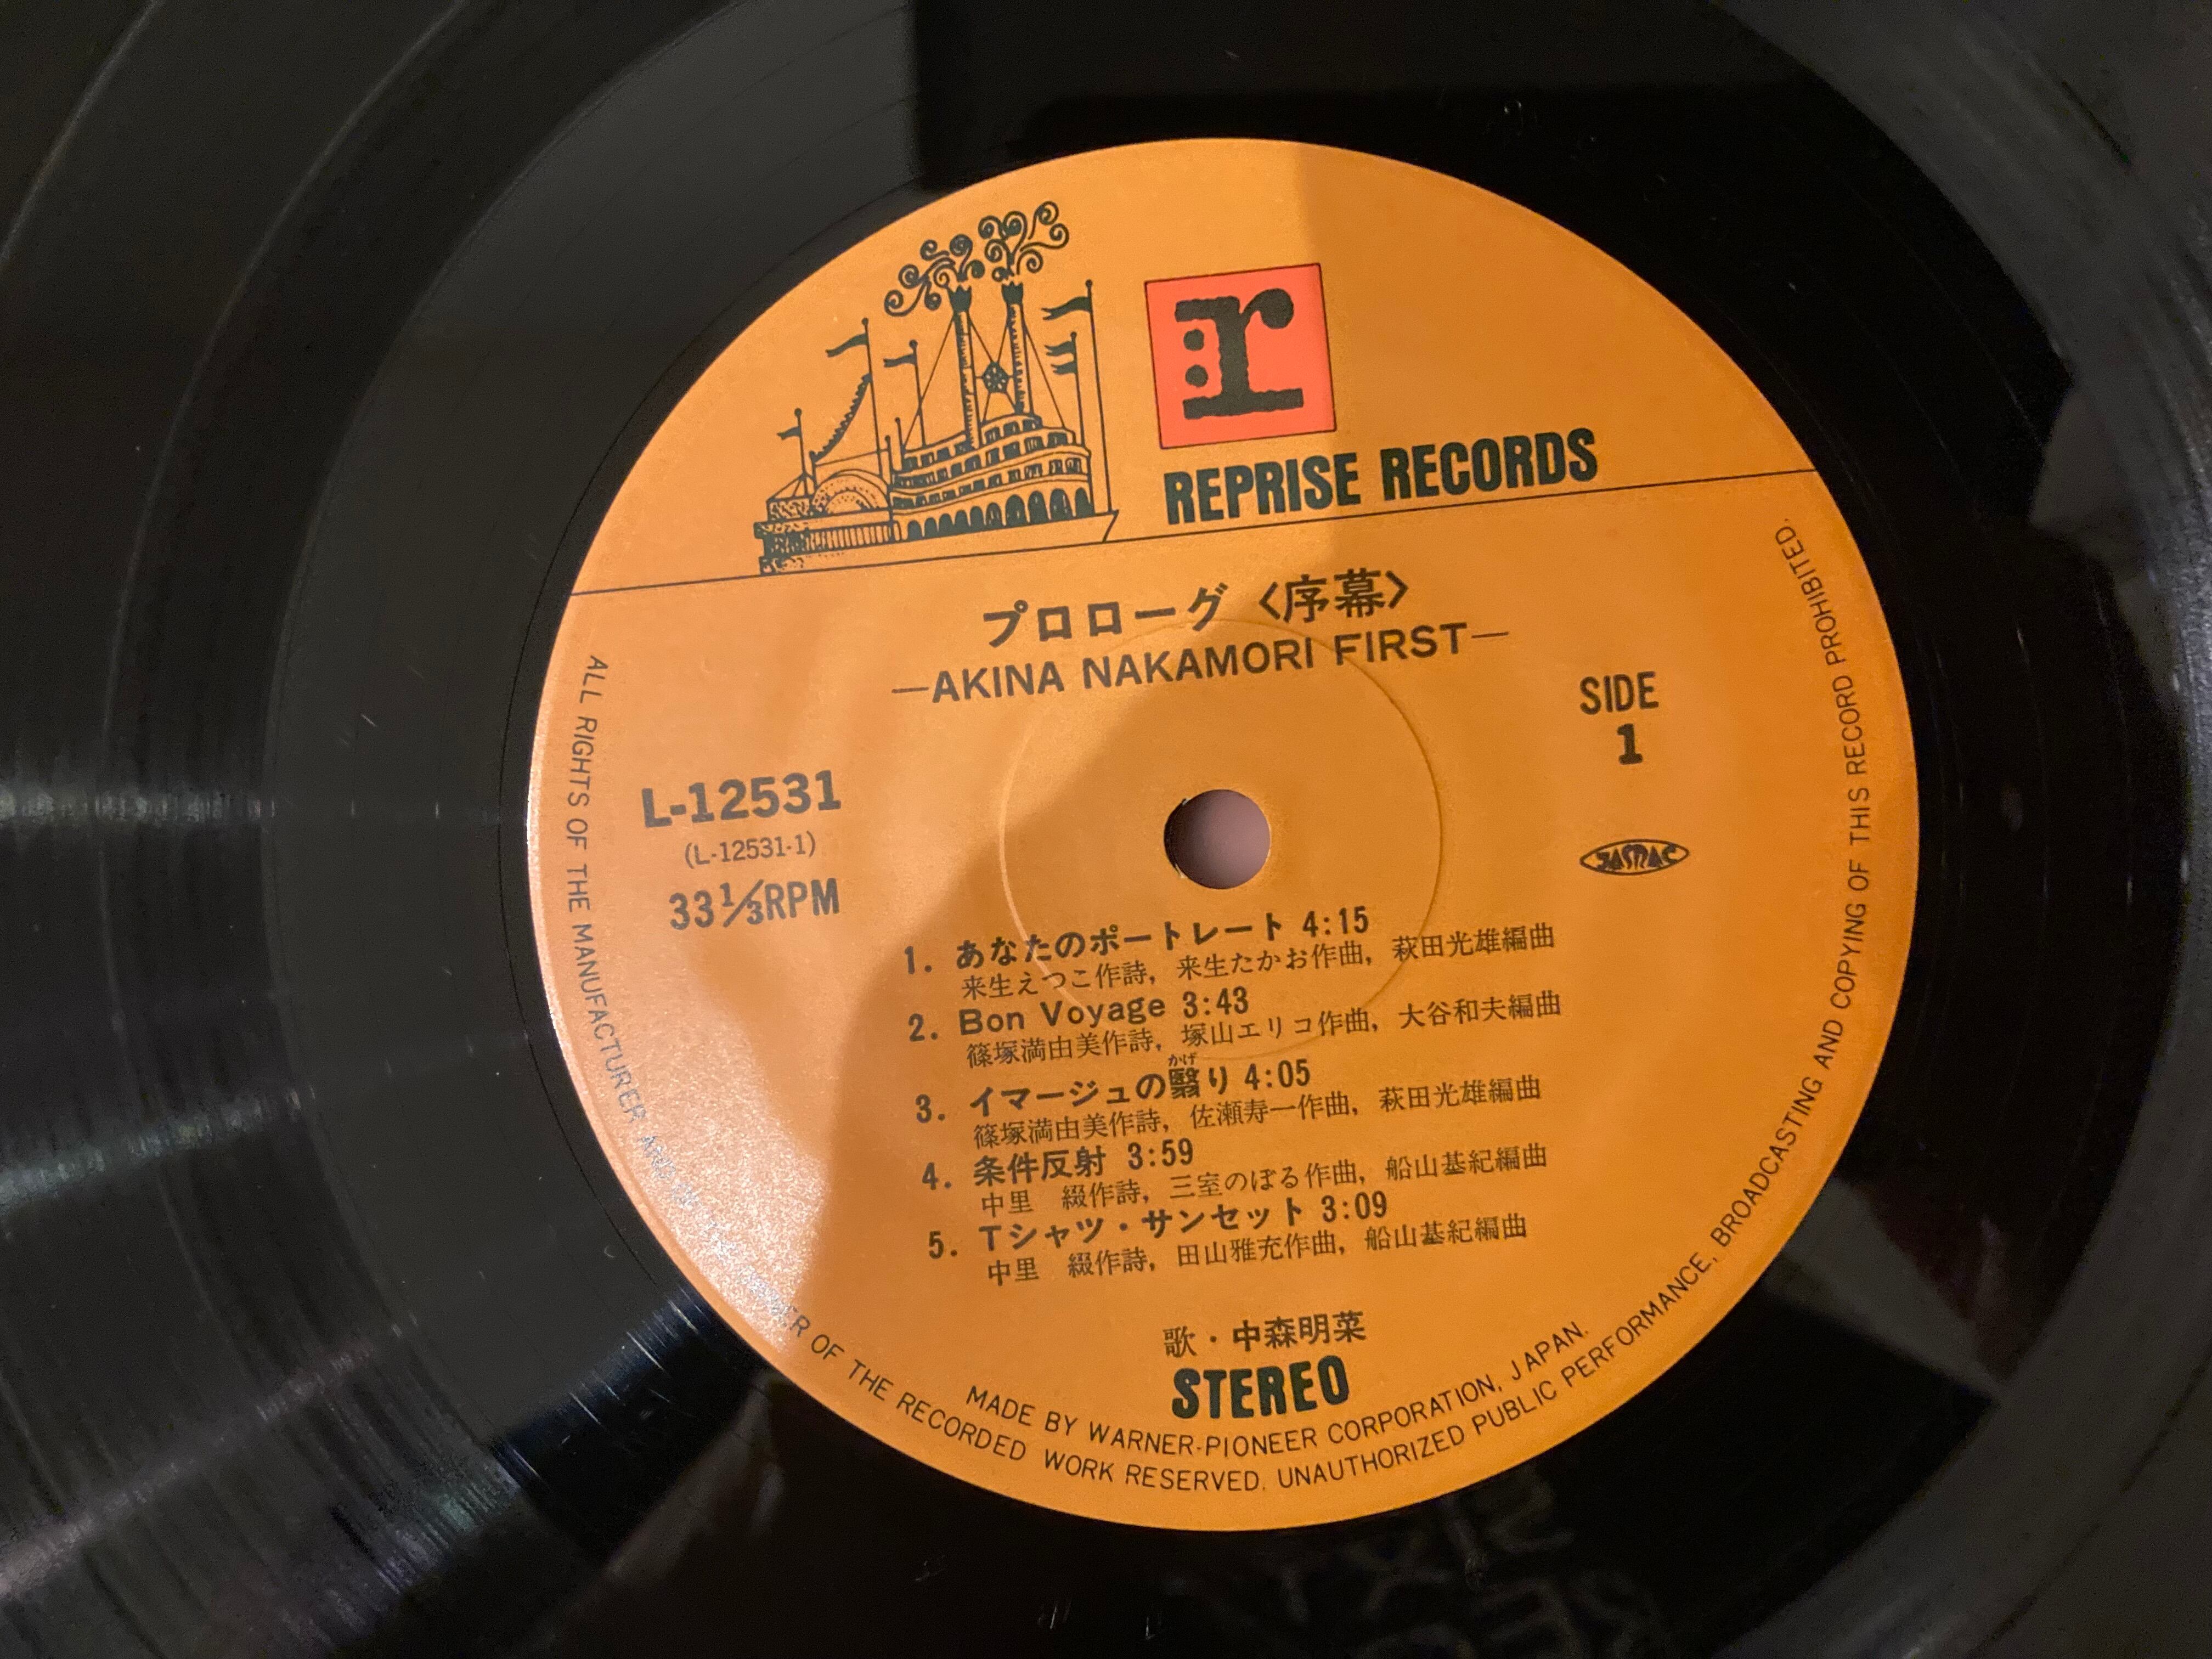 r
REPRISE RECORDS
プロローグ〈序幕〉
—AKINA NAKAMORI FIRST—
SIDE
1
L-12531
(L-12531-1)
33⅓RPM
JASRAC
1. あなたのポートレート 4:15
来生えつこ作詩, 来生たかお作曲, 萩田光雄編曲
2. Bon Voyage 3:43
篠塚満由美作詩, 塚山エリコ作曲, 大谷和夫編曲
かげ
3. イマージュの翳り 4:05
篠塚満由美作詩, 佐瀬寿一作曲, 萩田光雄編曲
4. 条件反射 3:59
中里 綴作詩, 三室のぼる作曲, 船山基紀編曲
5. Tシャツ・サンセット 3:09
中里 綴作詩, 田山雅充作曲, 船山基紀編曲
歌・中森明菜
STEREO
MADE BY WARNER-PIONEER CORPORATION, JAPAN.
ALL RIGHTS OF THE MANUFACTURER AND OF THE RECORDED WORK RESERVED. UNAUTHORIZED PUBLIC PERFORMANCE, BROADCASTING AND COPYING OF THIS RECORD PROHIBITED.